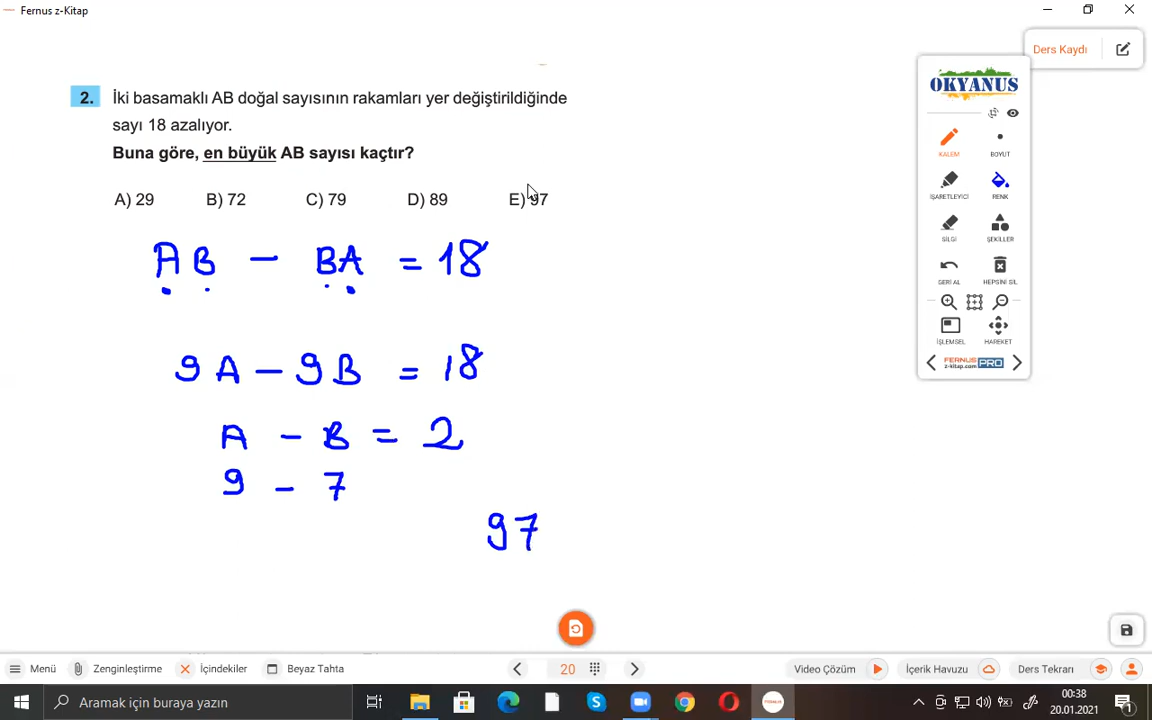 Fernus z-Kitap
Ders Kaydı
OKYANUS
2. İki basamaklı AB doğal sayısının rakamları yer değiştirildiğinde
sayı 18 azalıyor.
Buna göre, en büyük AB sayısı kaçtır?
A) 29 B) 72 C) 79 D) 89 E) 97
AB - BA = 18
9A - 9B = 18
A - B = 2
9 - 7
97
KALEM BOYUT
İŞARETLEYİCİ RENK
SİLGİ ŞEKİLLER
GERİ AL HEPSİNİ SİL
İŞLEMSEL HAREKET
FERNUS PRO
z-kitap.com
Menü Zenginleştirme İçindekiler Beyaz Tahta 20 Video Çözüm İçerik Havuzu Ders Tekrarı
Aramak için buraya yazın
00:38
20.01.2021
1